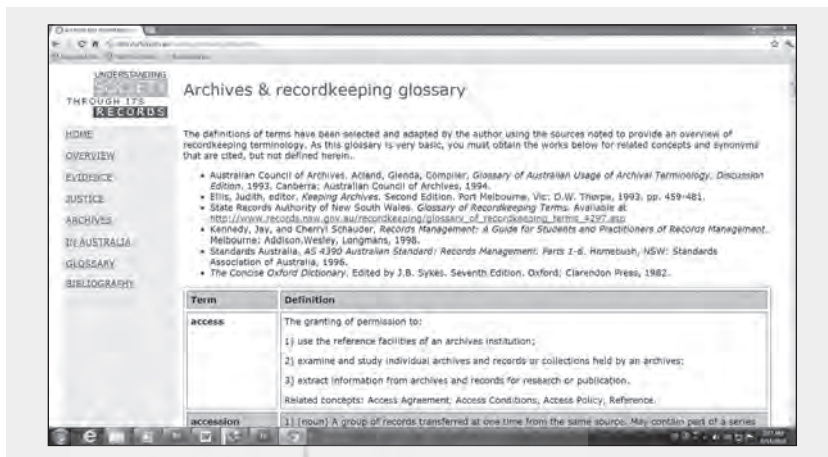 UNDERSTANDING
SOCIETY
THROUGH ITS
RECORDS
HOME
OVERVIEW
EVIDENCE
JUSTICE
ARCHIVES
IN AUSTRALIA
GLOSSARY
BIBLIOGRAPHY
Archives & recordkeeping glossary
The definitions of terms have been selected and adapted by the author using the sources noted to provide an overview of
recordkeeping terminology. As this glossary is very basic, you must obtain the works below for related concepts and synonyms
that are cited, but not defined herein.
• Australian Council of Archives. Acland, Glenda, Compiler, Glossary of Australian Usage of Archival Terminology. Discussion
Edition. 1993. Canberra: Australian Council of Archives, 1994.
• Ellis, Judith, editor, Keeping Archives. Second Edition. Port Melbourne, Vic: D.W. Thorpe, 1993. pp. 459-481.
• State Records Authority of New South Wales. Glossary of Recordkeeping Terms. Available at
http://www.records.nsw.gov.au/recordkeeping/glossary_of_recordkeeping_terms_4297.asp
• Kennedy, Jay, and Cherryl Schauder, Records Management: A Guide for Students and Practitioners of Records Management.
Melbourne: Addison,Wesley, Longmans, 1998.
• Standards Australia, AS 4390 Australian Standard: Records Management. Parts 1-6. Homebush, NSW: Standards
Association of Australia, 1996.
• The Concise Oxford Dictionary. Edited by J.B. Sykes. Seventh Edition. Oxford: Clarendon Press, 1982.
Term Definition
access The granting of permission to:
1) use the reference facilities of an archives institution;
2) examine and study individual archives and records or collections held by an archives;
3) extract information from archives and records for research or publication.
Related concepts: Access Agreement, Access Conditions, Access Policy, Reference.
accession 1) (noun) A group of records transferred at one time from the same source. May contain part of a series